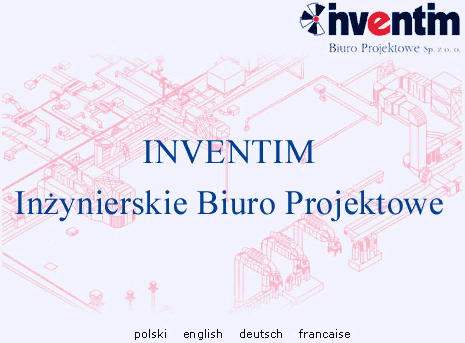 inventim
Biuro Projektowe Sp. z o. o.
INVENTIM
Inżynierskie Biuro Projektowe
polski english deutsch francaise